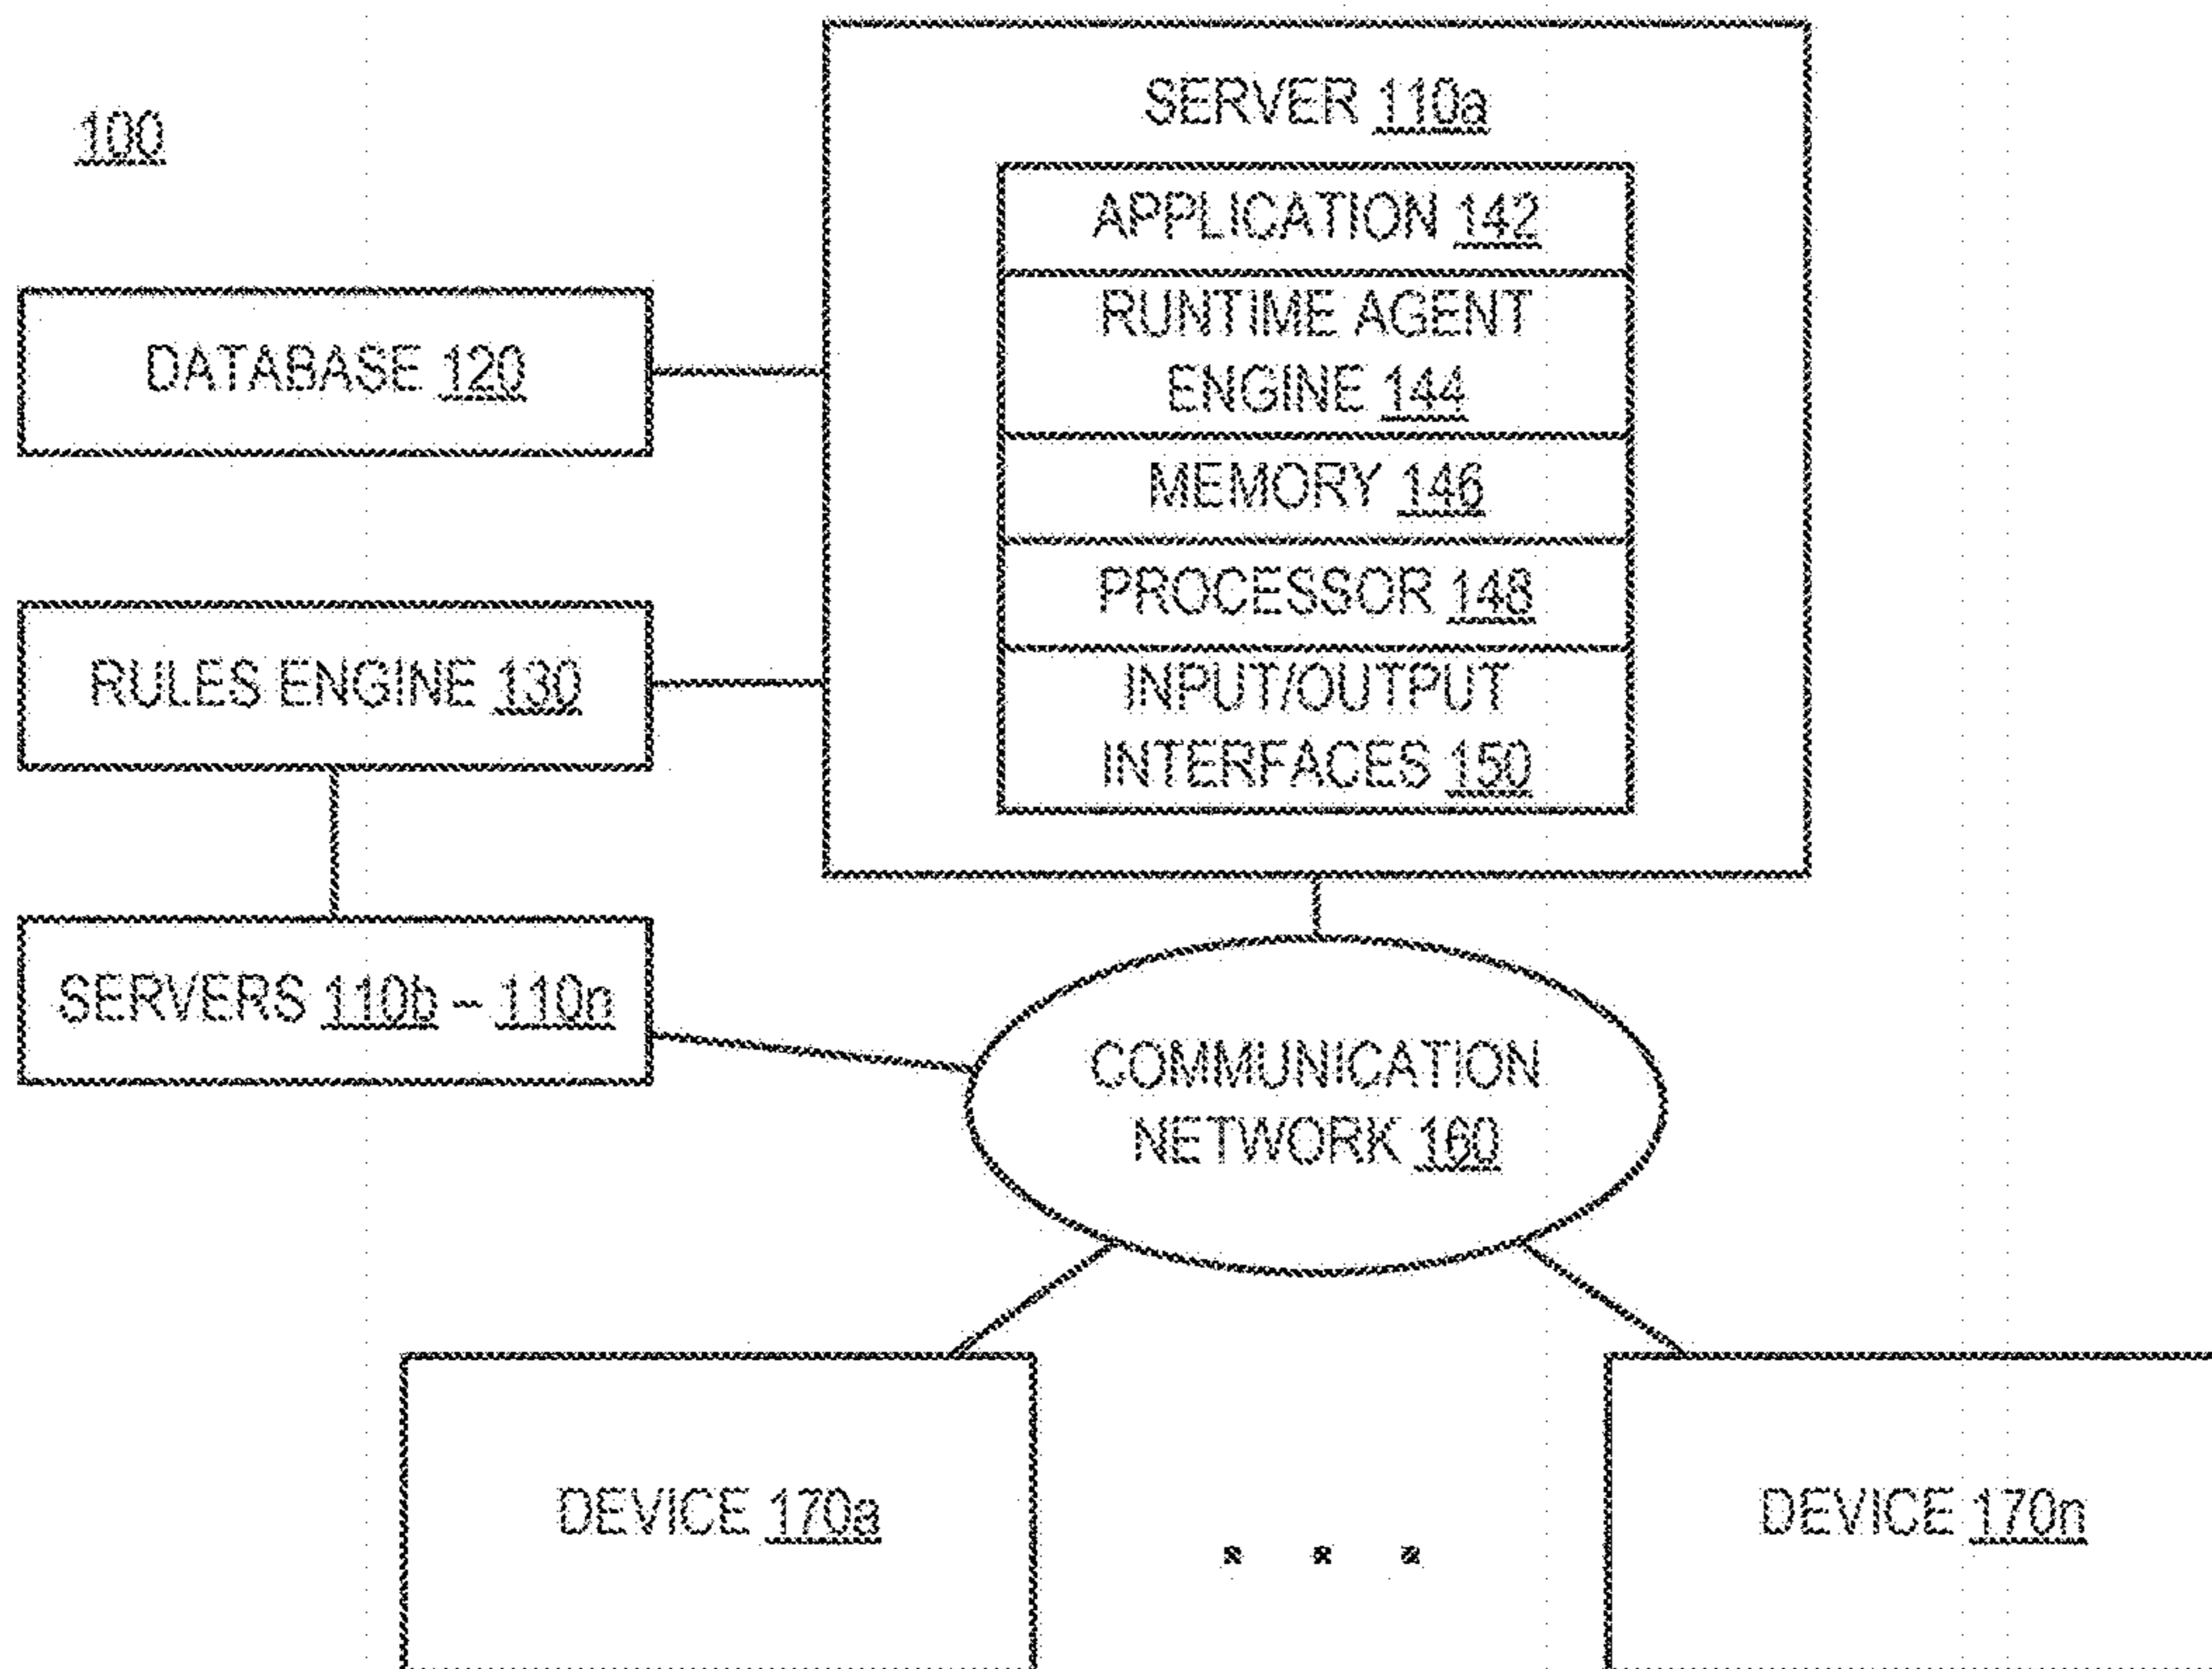 100
SERVER 110a
APPLICATION 142
RUNTIME AGENT
ENGINE 144
MEMORY 146
PROCESSOR 148
INPUT/OUTPUT
INTERFACES 150
DATABASE 120
RULES ENGINE 130
SERVERS 110b – 110n
COMMUNICATION
NETWORK 160
DEVICE 170a
DEVICE 170n